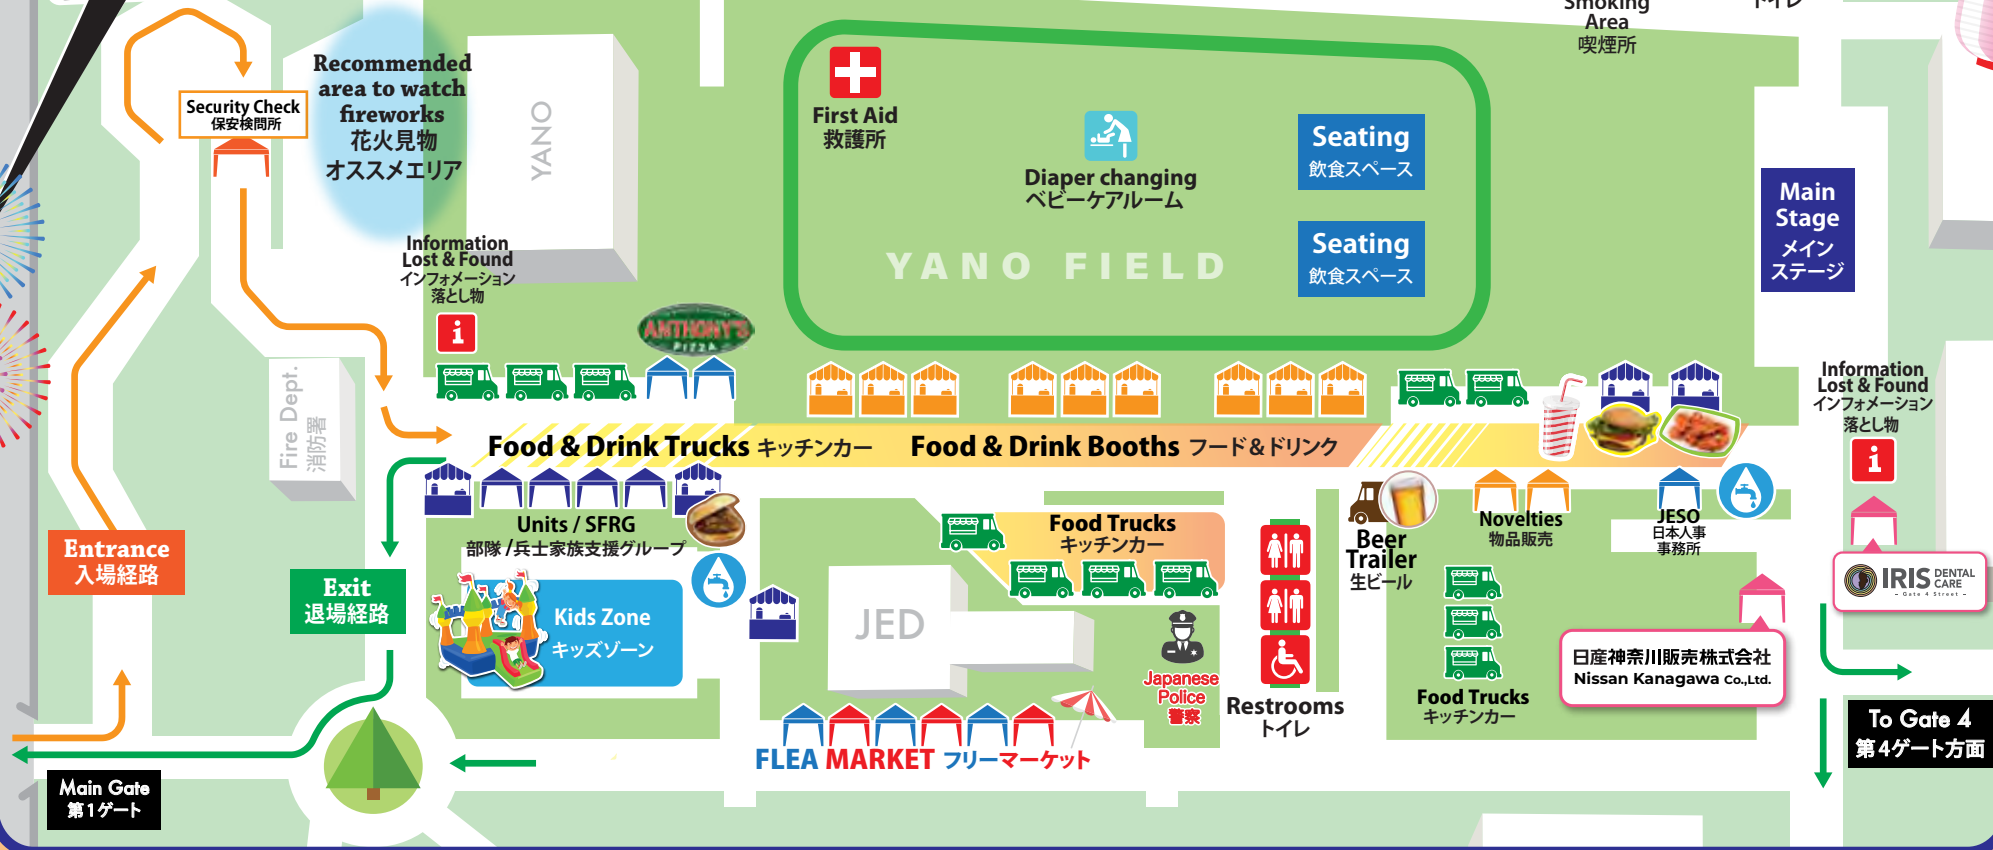 Smoking
Area
喫煙所
トイレ
Recommended
area to watch
fireworks
花火見物
オススメエリア
Security Check
保安検問所
YANO
First Aid
救護所
Diaper changing
ベビーケアルーム
Seating
飲食スペース
Seating
飲食スペース
YANO FIELD
Main
Stage
メイン
ステージ
Information
Lost & Found
インフォメーション
落とし物
i
ANTHONY'S
PIZZA
Fire Dept.
消防署
Information
Lost & Found
インフォメーション
落とし物
i
Food & Drink Trucks キッチンカー
Food & Drink Booths フード&ドリンク
Units / SFRG
部隊 /兵士家族支援グループ
Food Trucks
キッチンカー
Beer
Trailer
生ビール
Novelties
物品販売
JESO
日本人事
事務所
Entrance
入場経路
Exit
退場経路
Kids Zone
キッズゾーン
JED
Japanese
Police
警察
Restrooms
トイレ
Food Trucks
キッチンカー
IRIS DENTAL
CARE
- Gate 4 Street -
日産神奈川販売株式会社
Nissan Kanagawa Co.,Ltd.
FLEA MARKET フリーマーケット
Main Gate
第1ゲート
To Gate 4
第4ゲート方面